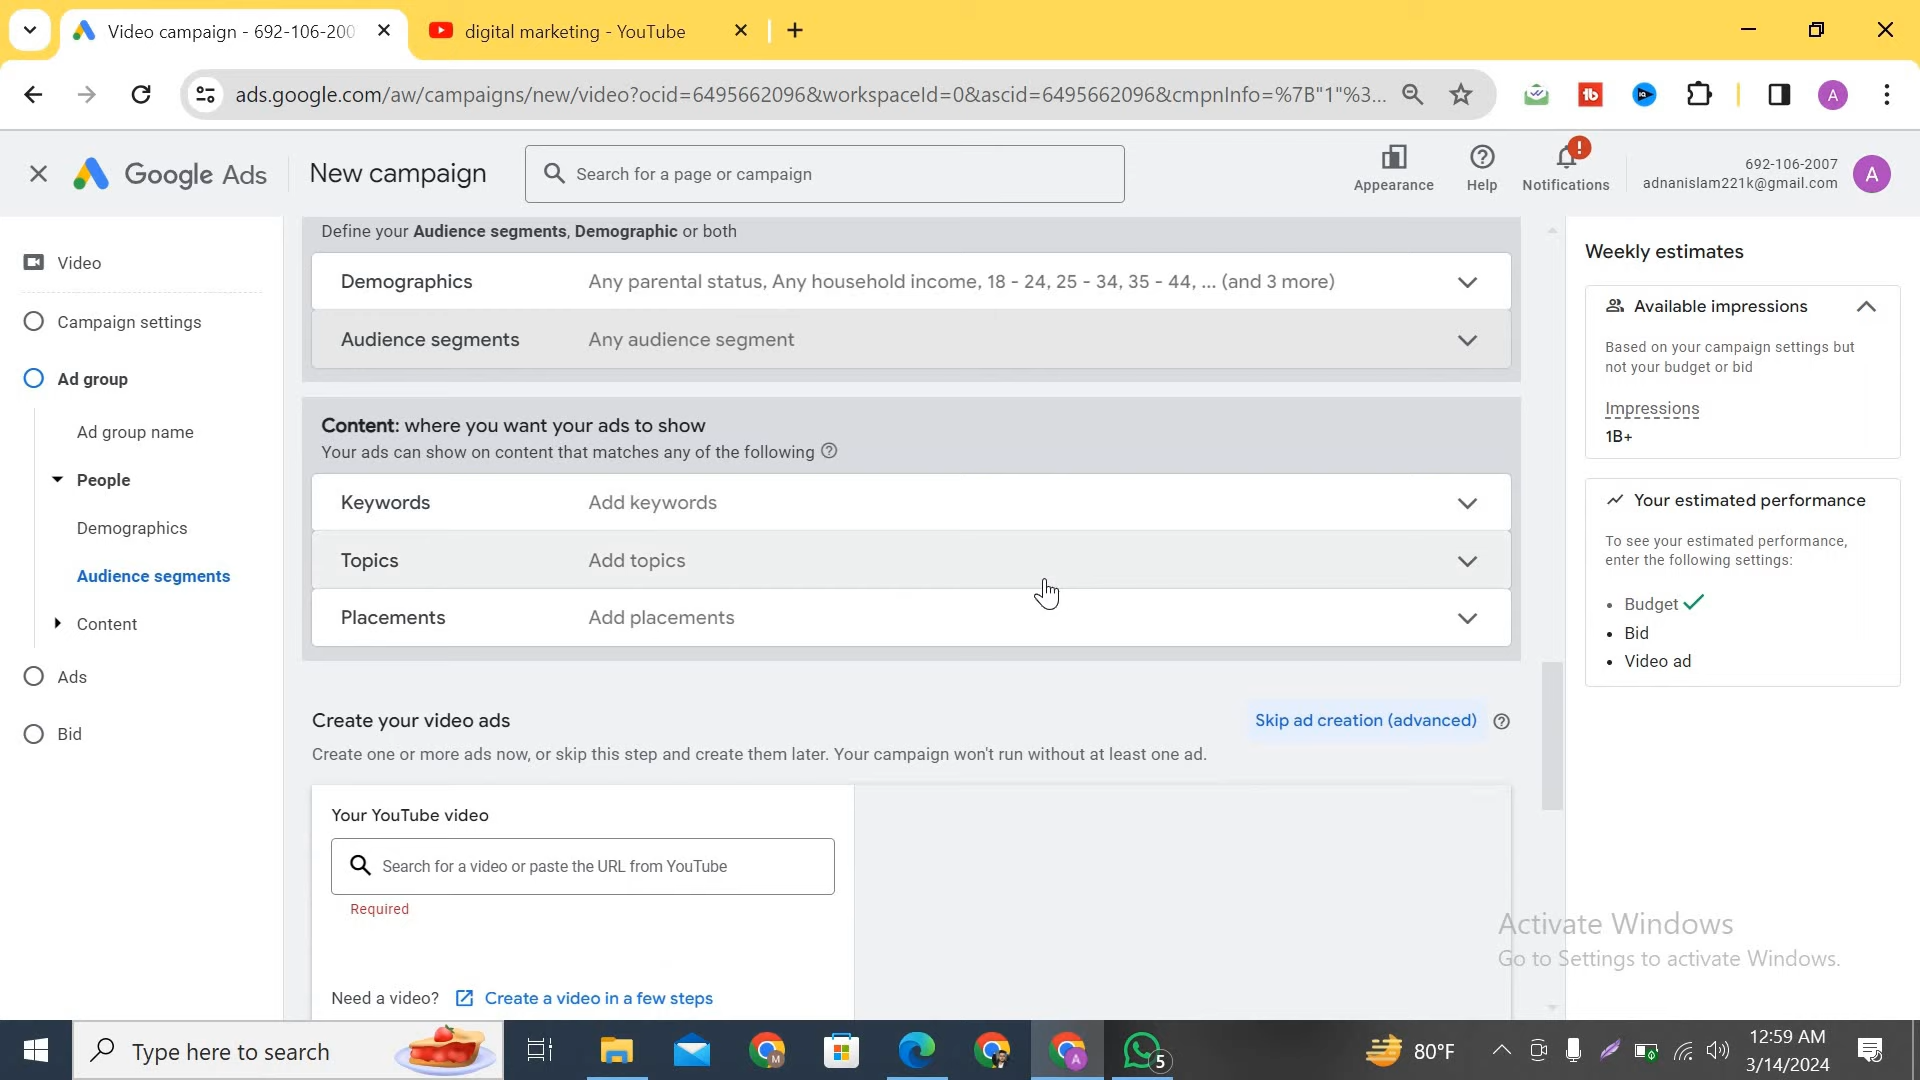 Video campaign - 692-106-200
digital marketing - YouTube
ads.google.com/aw/campaigns/new/video?ocid=6495662096&workspaceId=0&ascid=6495662096&cmpnInfo=%7B"1"%3...
A
Google Ads
New campaign
Search for a page or campaign
Appearance
Help
Notifications
692-106-2007
adnanislam221k@gmail.com
A
Video
Campaign settings
Ad group
Ad group name
People
Demographics
Audience segments
Content
Ads
Bid
Define your Audience segments, Demographic or both
Demographics Any parental status, Any household income, 18 - 24, 25 - 34, 35 - 44, ... (and 3 more)
Audience segments Any audience segment
Content: where you want your ads to show
Your ads can show on content that matches any of the following
Keywords Add keywords
Topics Add topics
Placements Add placements
Create your video ads
Skip ad creation (advanced)
Create one or more ads now, or skip this step and create them later. Your campaign won't run without at least one ad.
Your YouTube video
Search for a video or paste the URL from YouTube
Required
Need a video? Create a video in a few steps
Weekly estimates
Available impressions
Based on your campaign settings but
not your budget or bid
Impressions
1B+
Your estimated performance
To see your estimated performance,
enter the following settings:
• Budget
• Bid
• Video ad
Activate Windows
Go to Settings to activate Windows.
Type here to search
M
A
5
80°F
12:59 AM
3/14/2024